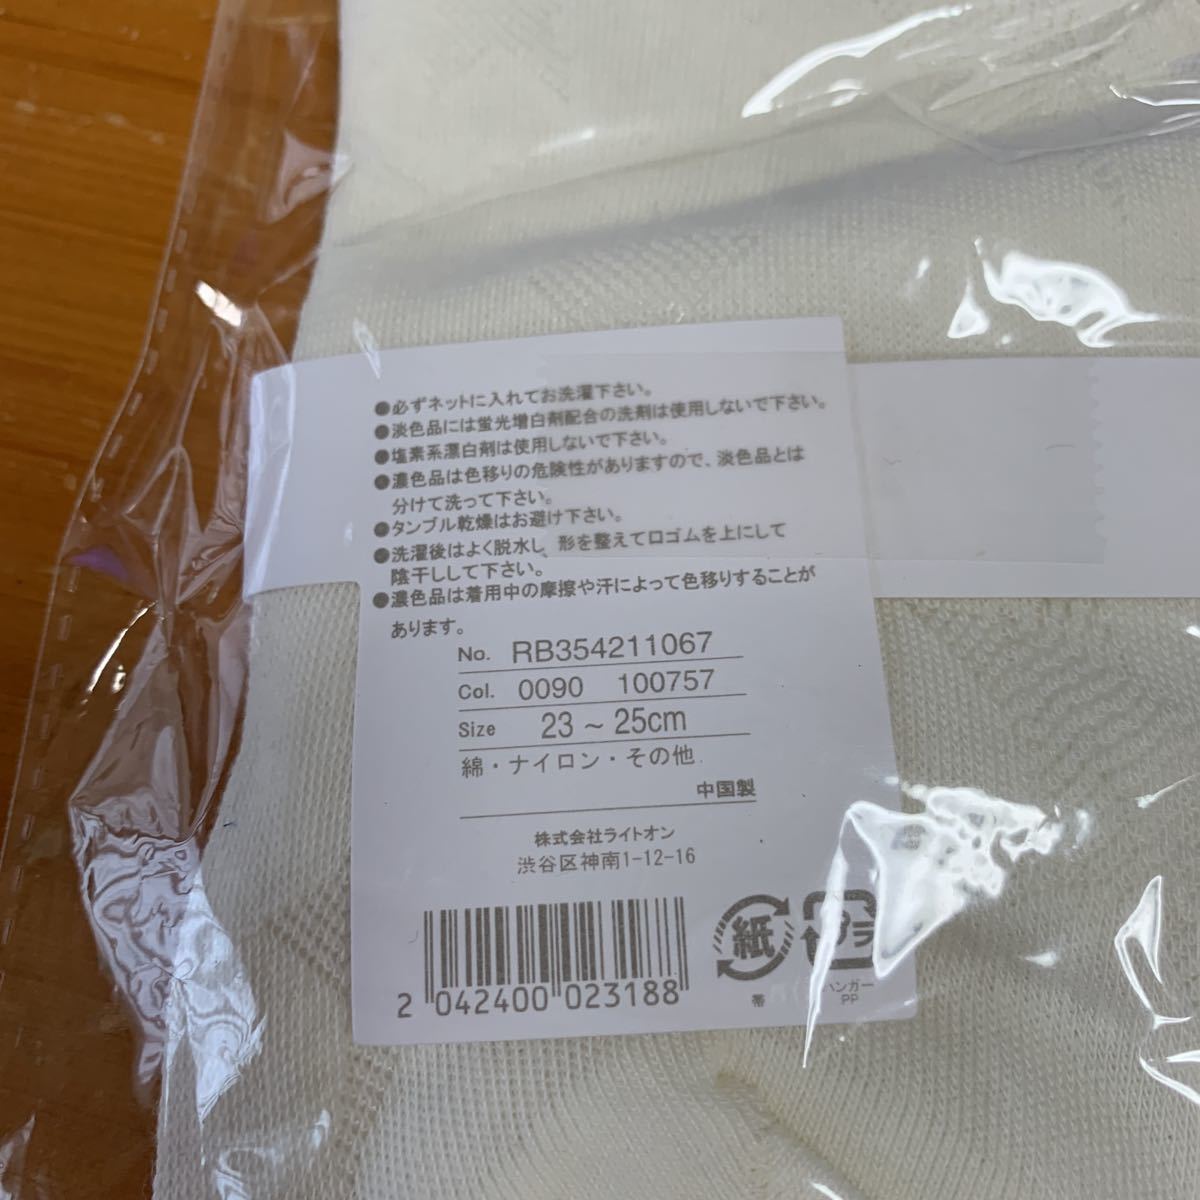 ●必ずネットに入れてお洗濯下さい。
●淡色品には蛍光増白剤配合の洗剤は使用しないで下さい。
●塩素系漂白剤は使用しないで下さい。
●濃色品は色移りの危険性がありますので、淡色品とは
分けて洗って下さい。
●タンブル乾燥はお避け下さい。
●洗濯後はよく脱水し、形を整えて口ゴムを上にして
陰干しして下さい。
●濃色品は着用中の摩擦や汗によって色移りすることが
あります。
No. RB354211067
Col. 0090 100757
Size 23～25cm
綿・ナイロン・その他
中国製
株式会社ライトオン
渋谷区神南1-12-16
2 042400 023188
紙
帯
プラ
ハンガー
PP